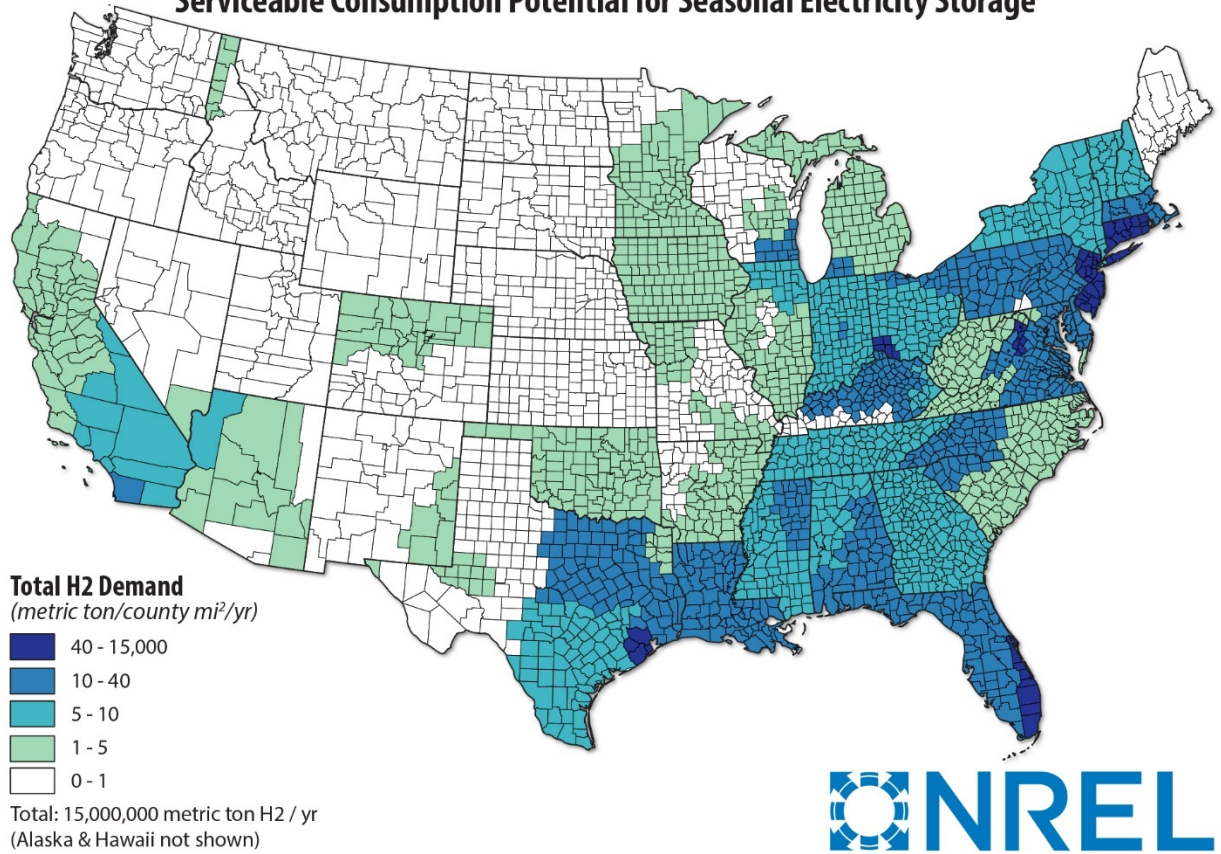 Serviceable Consumption Potential for Seasonal Electricity Storage
Total H2 Demand
(metric ton/county mi²/yr)
40 - 15,000
10 - 40
5 - 10
1 - 5
0 - 1
Total: 15,000,000 metric ton H2 / yr
(Alaska & Hawaii not shown)
NREL